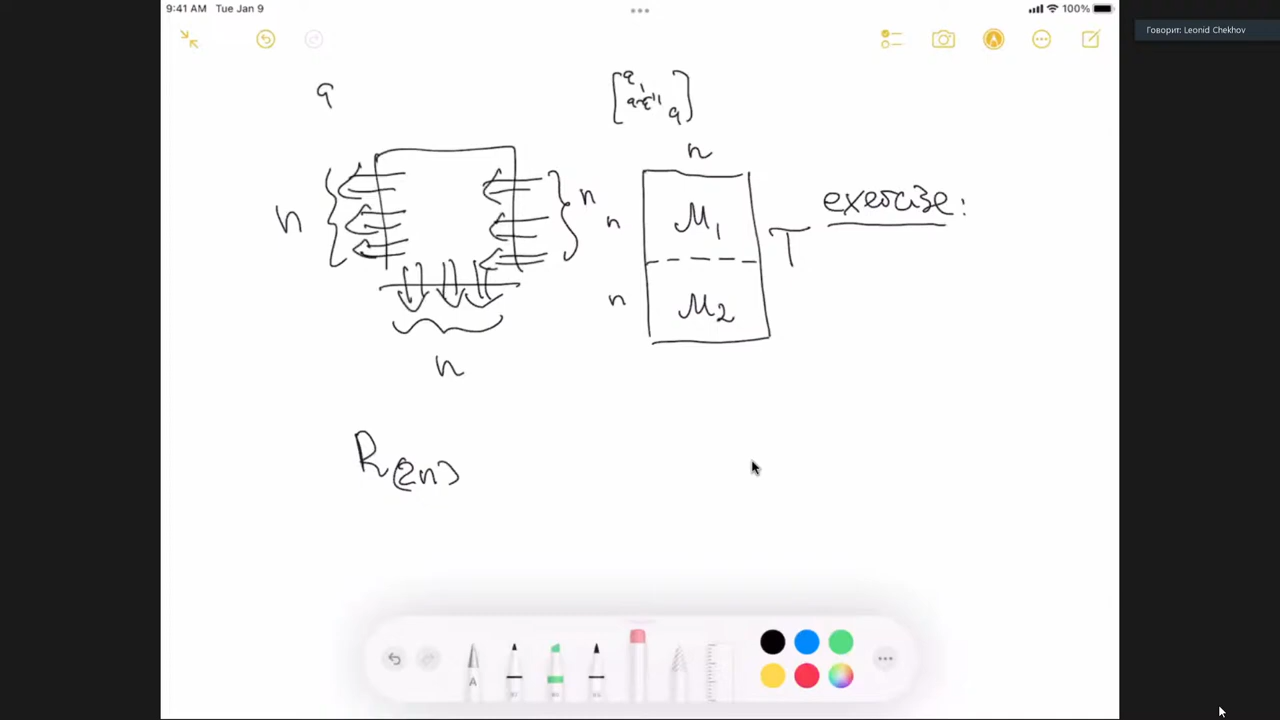 9:41 AM Tue Jan 9
100%
Говорит: Leonid Chekhov
q
n
n
n
n
n
n
M1
M2
T
exercise:
R(2n)
A